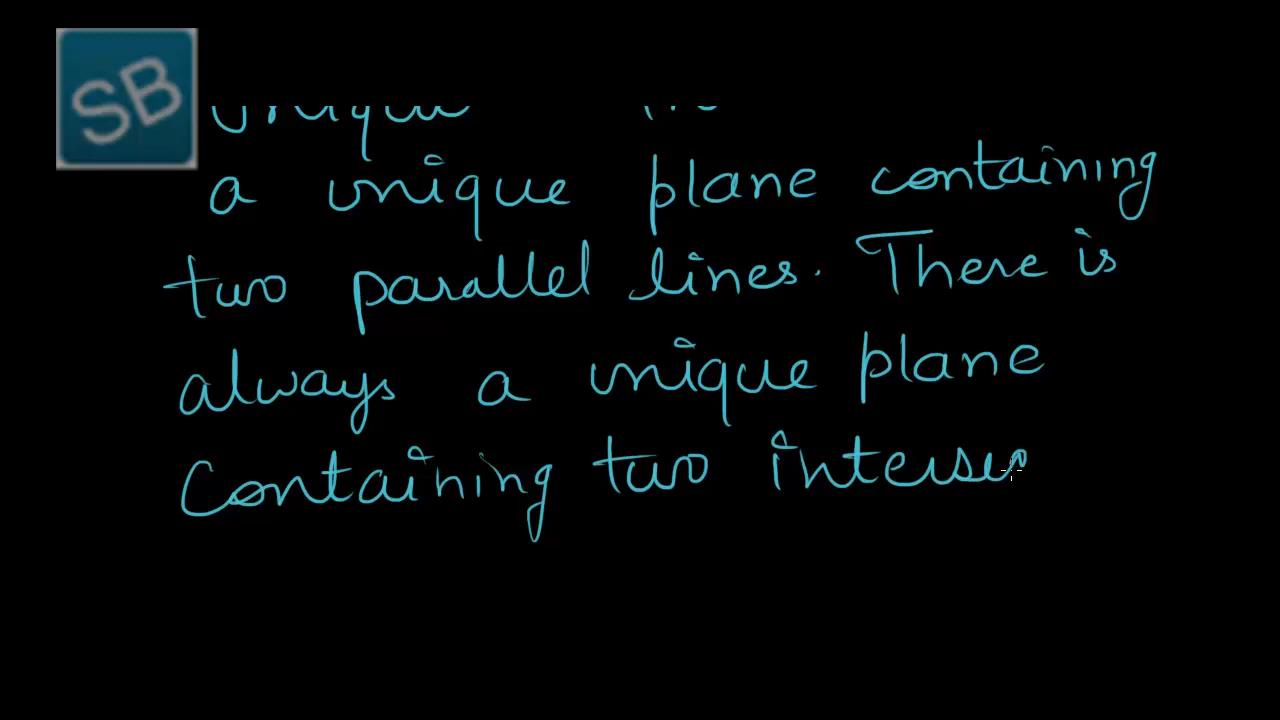 SB
a unique plane containing
two parallel lines. There is
always a unique plane
Containing two interse